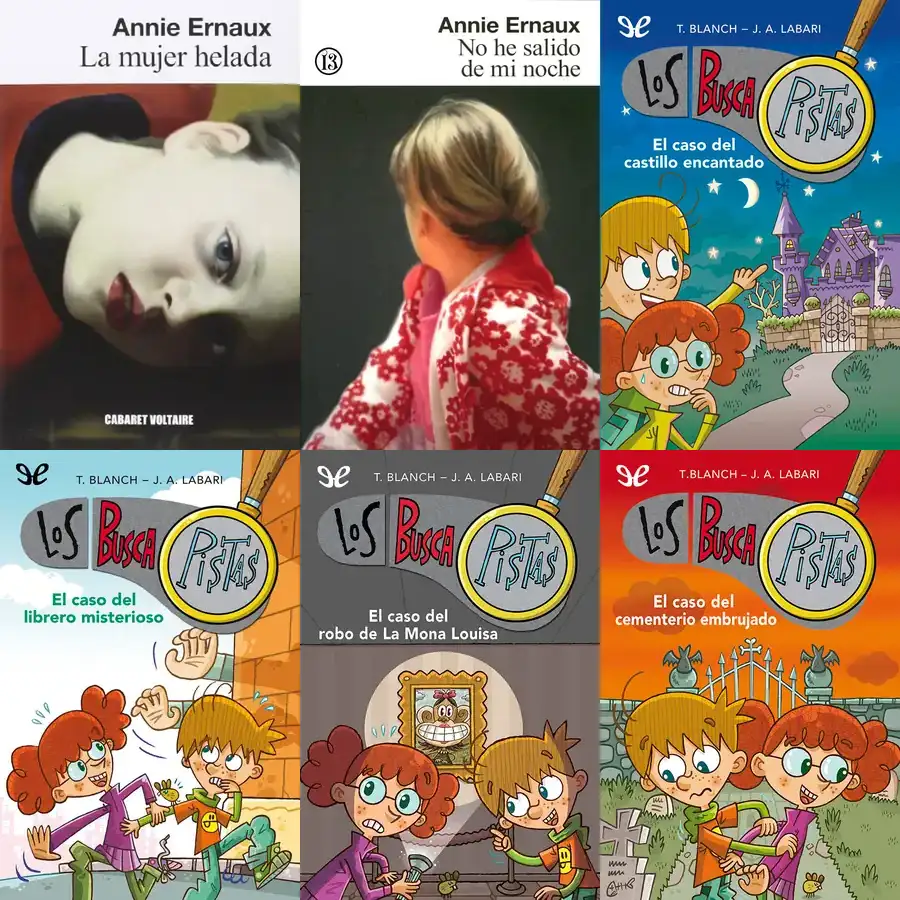 Annie Ernaux
La mujer helada
CABARET VOLTAIRE
13
Annie Ernaux
No he salido
de mi noche
T. BLANCH – J. A. LABARI
LOS BUSCA PISTAS
El caso del
castillo encantado
T. BLANCH – J. A. LABARI
LOS BUSCA PISTAS
El caso del
librero misterioso
T. BLANCH – J. A. LABARI
LOS BUSCA PISTAS
El caso del
robo de La Mona Louisa
T. BLANCH – J. A. LABARI
LOS BUSCA PISTAS
El caso del
cementerio embrujado